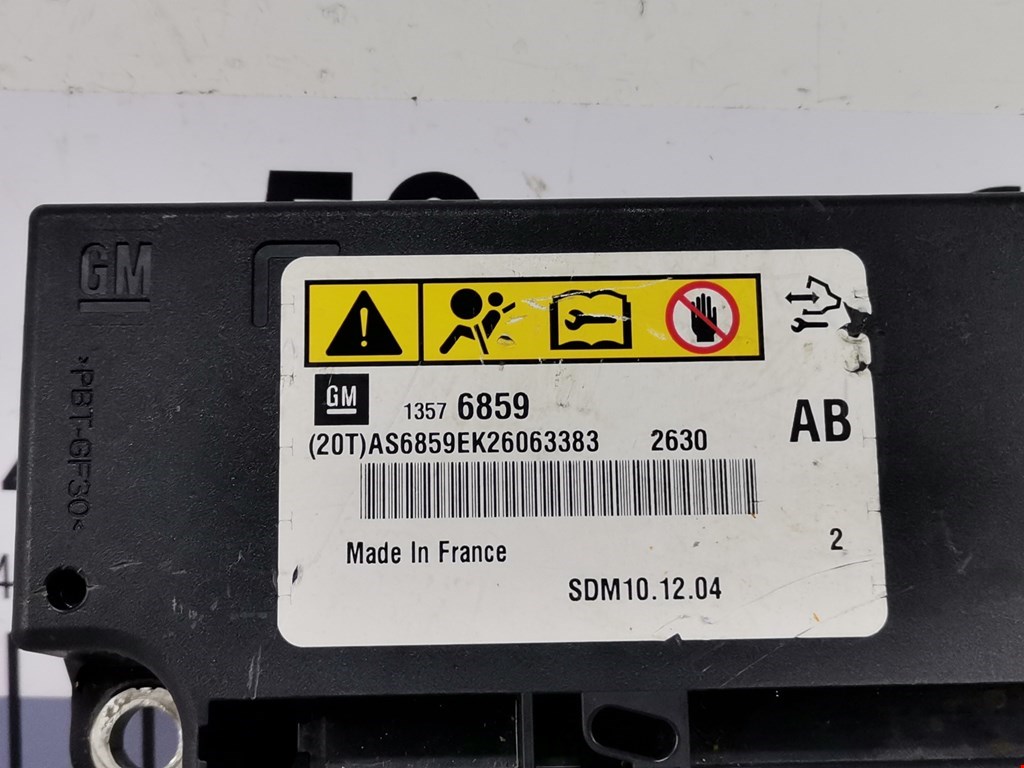 GM
>PBT-GF30<
GM
1357 6859
AB
(20T)AS6859EK26063383 2630
Made In France
2
SDM10.12.04